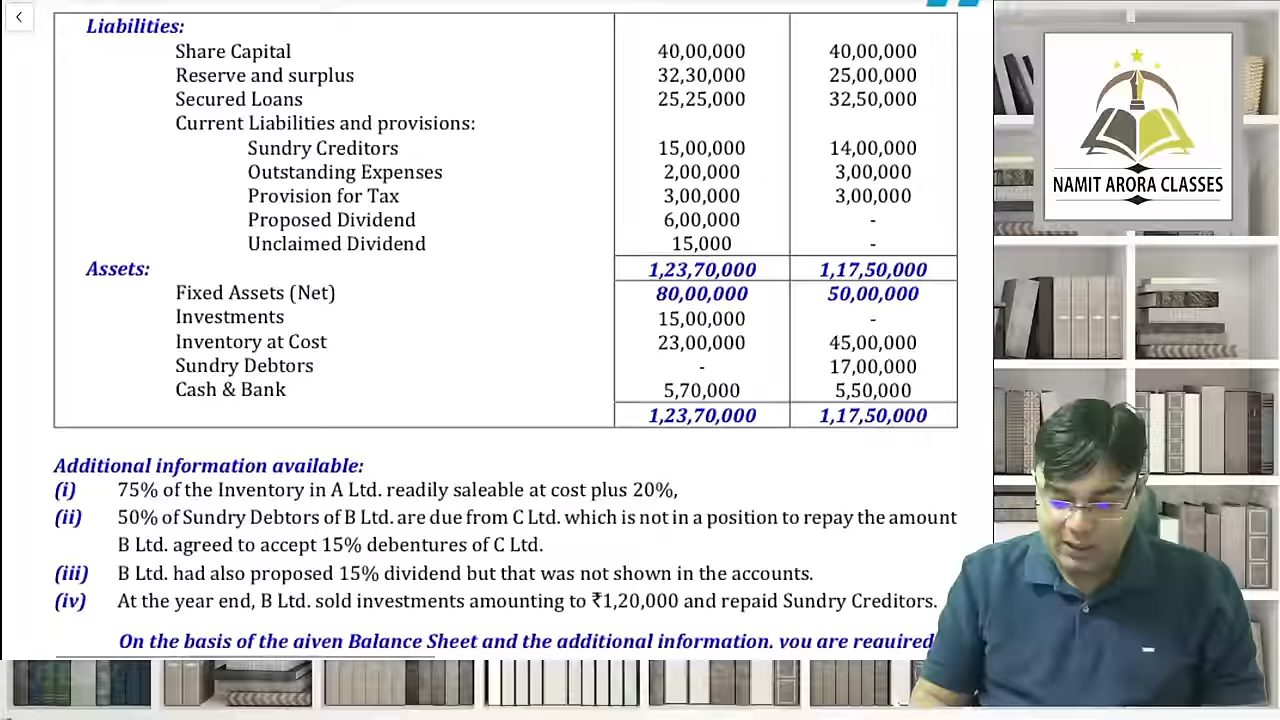 Liabilities:
Share Capital 40,00,000 40,00,000
Reserve and surplus 32,30,000 25,00,000
Secured Loans 25,25,000 32,50,000
Current Liabilities and provisions:
Sundry Creditors 15,00,000 14,00,000
Outstanding Expenses 2,00,000 3,00,000
Provision for Tax 3,00,000 3,00,000
Proposed Dividend 6,00,000 -
Unclaimed Dividend 15,000 -
Assets: 1,23,70,000 1,17,50,000
Fixed Assets (Net) 80,00,000 50,00,000
Investments 15,00,000 -
Inventory at Cost 23,00,000 45,00,000
Sundry Debtors - 17,00,000
Cash & Bank 5,70,000 5,50,000
1,23,70,000 1,17,50,000
Additional information available:
(i) 75% of the Inventory in A Ltd. readily saleable at cost plus 20%,
(ii) 50% of Sundry Debtors of B Ltd. are due from C Ltd. which is not in a position to repay the amount
B Ltd. agreed to accept 15% debentures of C Ltd.
(iii) B Ltd. had also proposed 15% dividend but that was not shown in the accounts.
(iv) At the year end, B Ltd. sold investments amounting to ₹1,20,000 and repaid Sundry Creditors.
On the basis of the given Balance Sheet and the additional information, you are required
NAMIT ARORA CLASSES